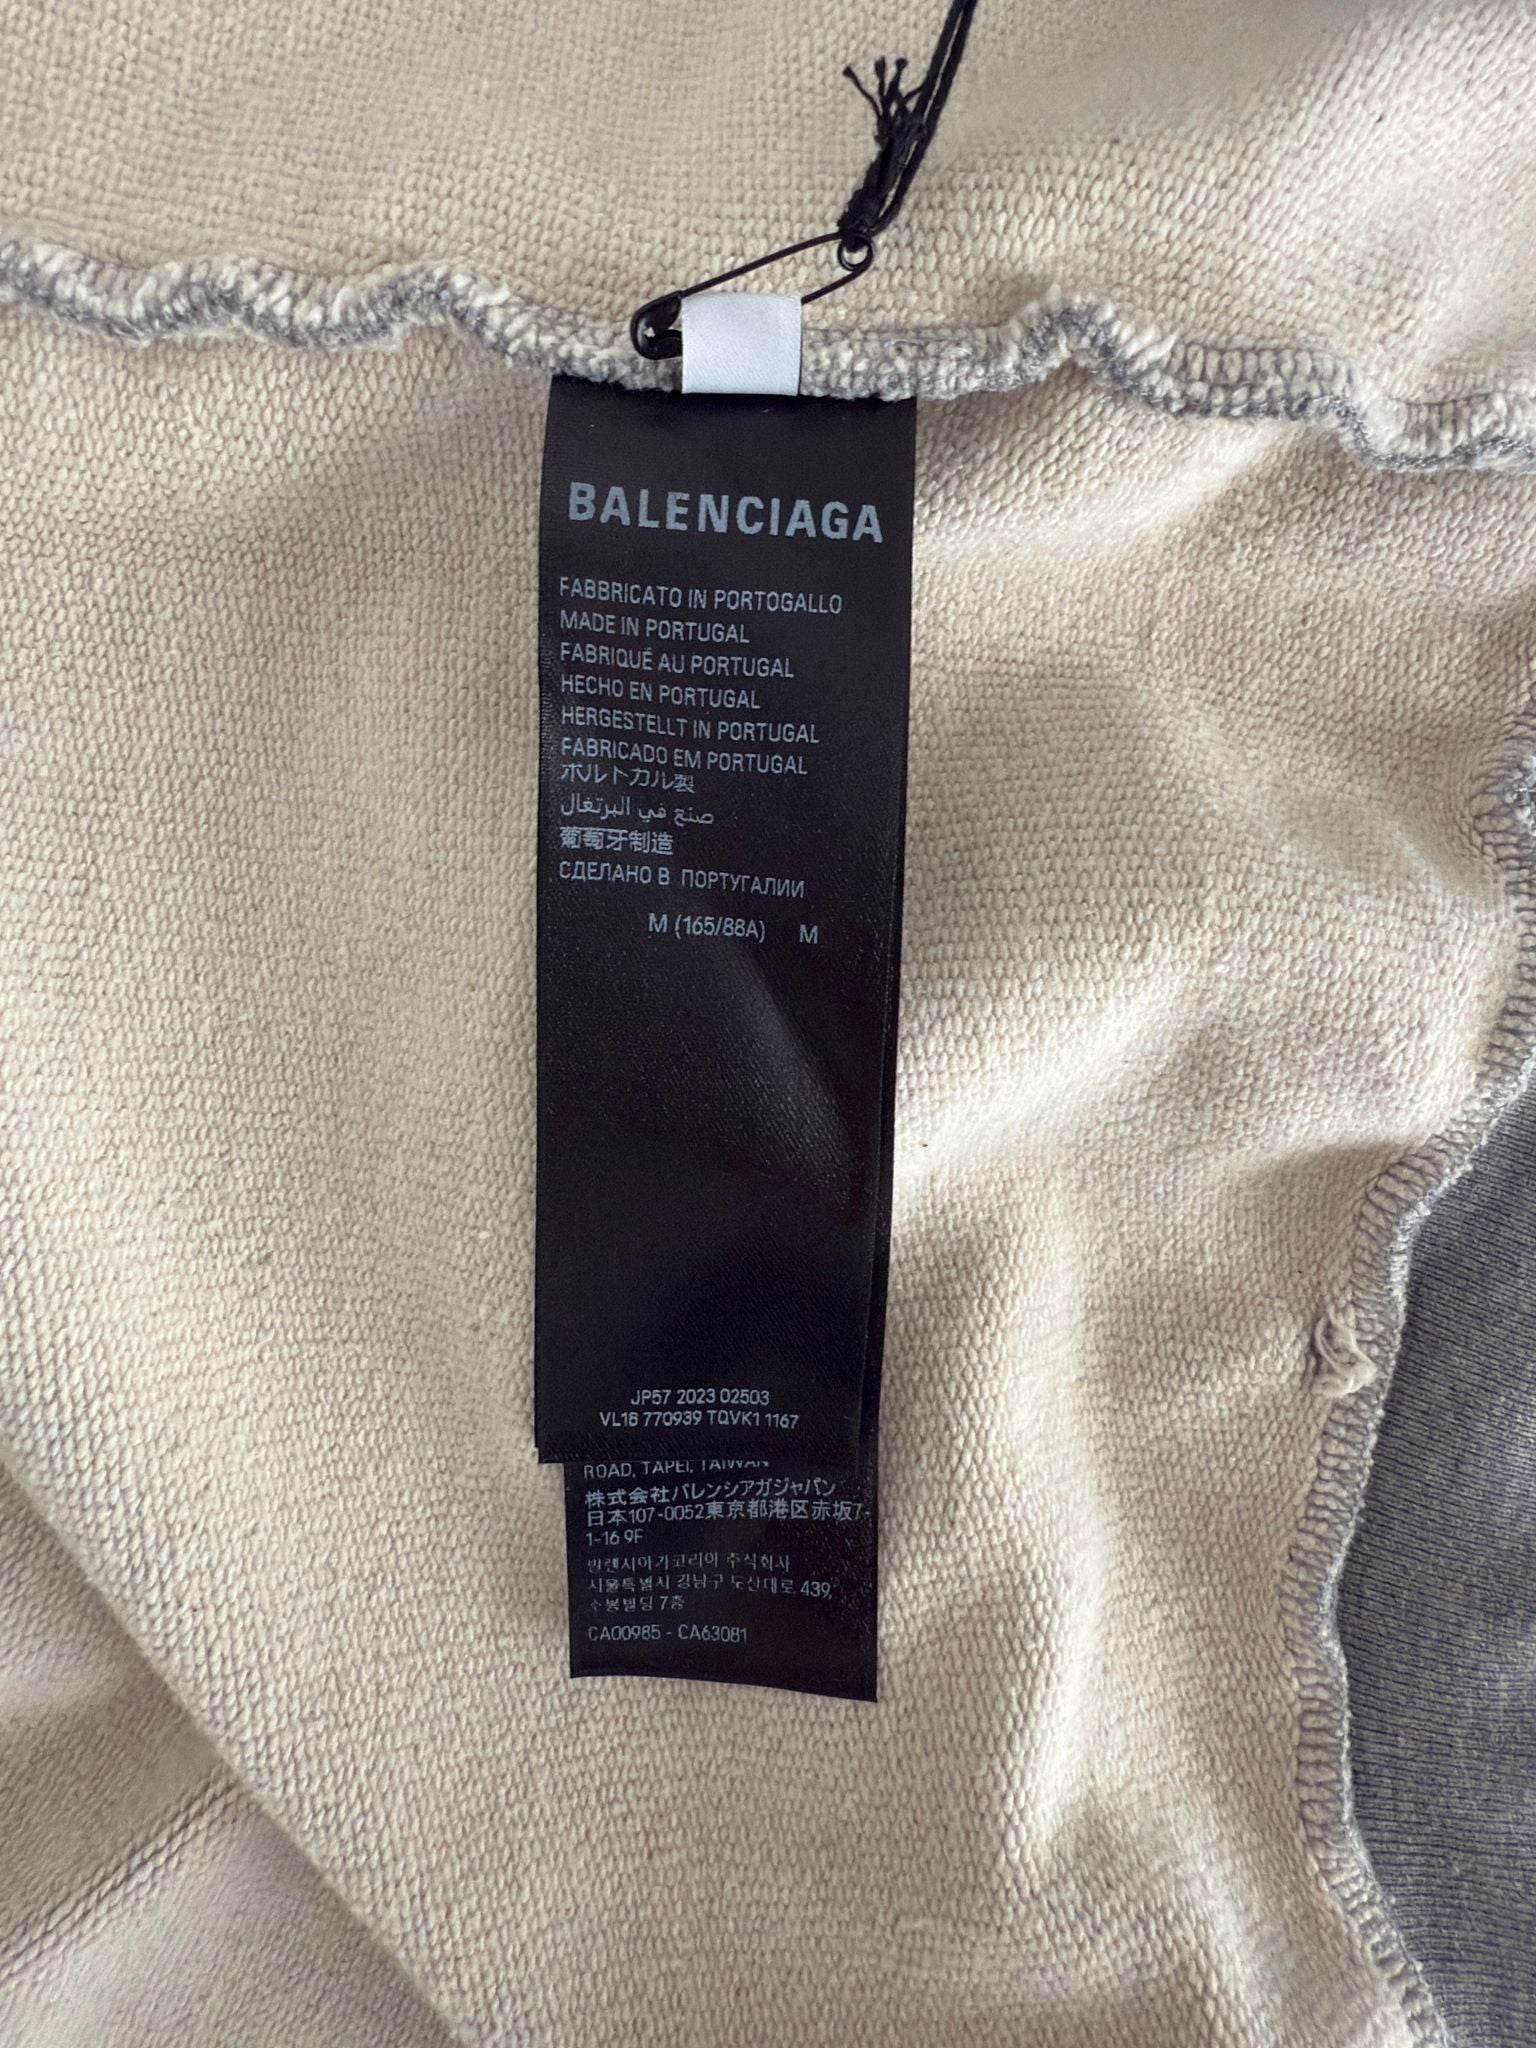 BALENCIAGA
FABBRICATO IN PORTOGALLO
MADE IN PORTUGAL
FABRIQUÉ AU PORTUGAL
HECHO EN PORTUGAL
HERGESTELLT IN PORTUGAL
FABRICADO EM PORTUGAL
ポルトガル製
صنع في البرتغال
葡萄牙制造
СДЕЛАНО В ПОРТУГАЛИИ
M (165/88A) M
JP57 2023 02503
VL18 770939 TQVK1 1167
ROAD, TAPEI, TAIWAN
株式会社バレンシアガジャパン
日本107-0052東京都港区赤坂7-
1-16 9F
발렌시아가코리아 주식회사
서울특별시 강남구 도산대로 439,
수봉빌딩 7층
CA00985 - CA63081